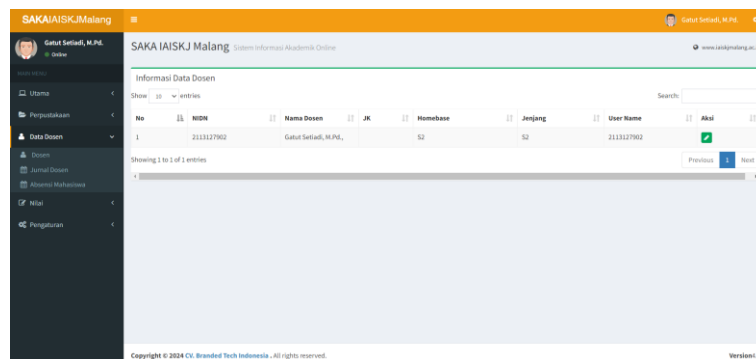 SAKAIAISKJMalang
Gatut Setiadi, M.Pd.
Gatut Setiadi, M.Pd.
Online
SAKA IAISKJ Malang Sistem Informasi Akademik Online
www.iaiskjmalang.ac.
MAIN MENU
Utama
Perpustakaan
Data Dosen
Dosen
Jurnal Dosen
Absensi Mahasiswa
Nilai
Pengaturan
Informasi Data Dosen
Show 10 entries
Search:
No NIDN Nama Dosen JK Homebase Jenjang User Name Aksi
1 2113127902 Gatut Setiadi, M.Pd., S2 S2 2113127902
Showing 1 to 1 of 1 entries
Previous 1 Next
Copyright © 2024 CV. Branded Tech Indonesia . All rights reserved.
Version